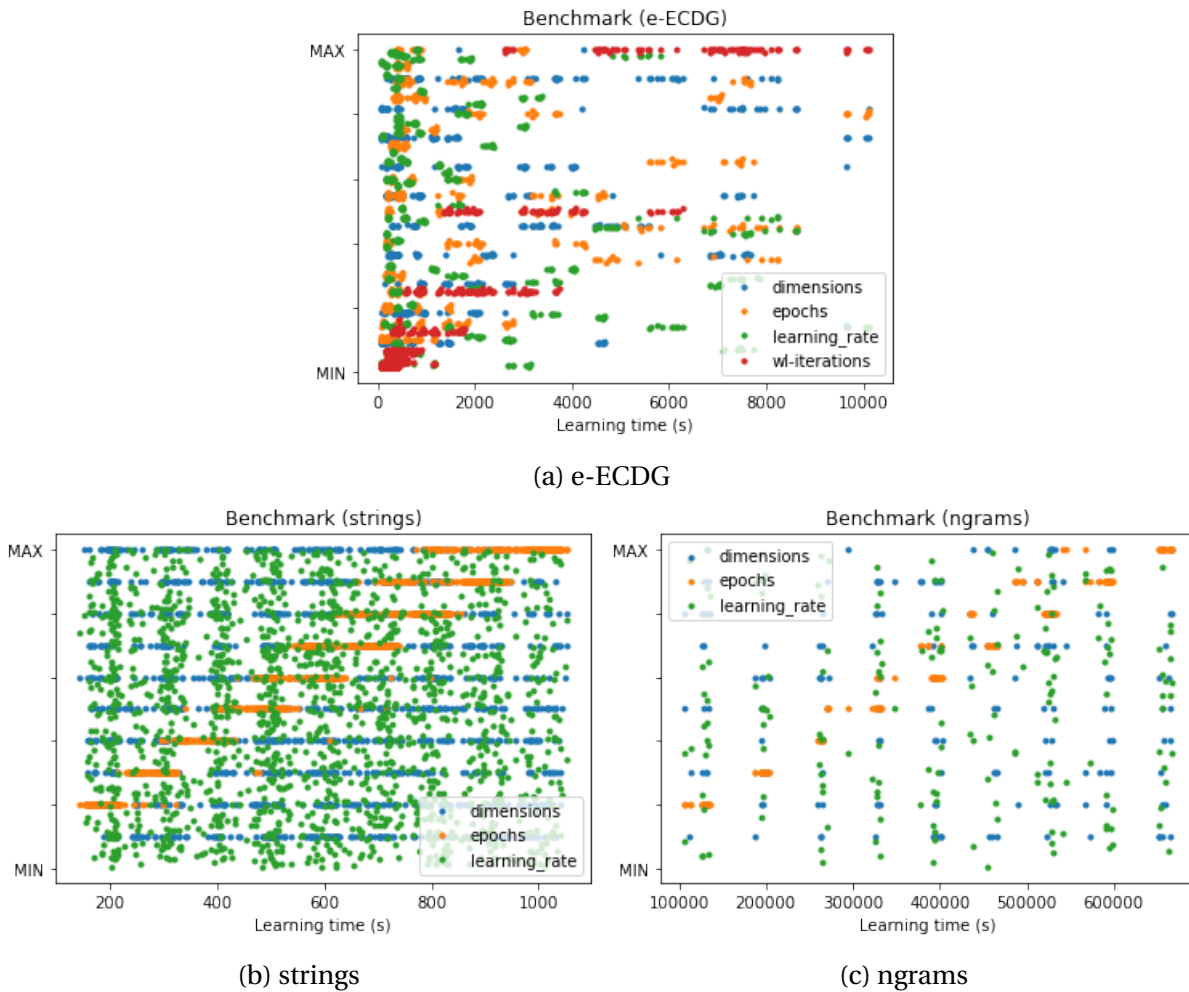 Benchmark (e-ECDG)
MAX
MIN
dimensions
epochs
learning_rate
wl-iterations
0 2000 4000 6000 8000 10000
Learning time (s)
(a) e-ECDG
Benchmark (strings)
MAX
MIN
dimensions
epochs
learning_rate
200 400 600 800 1000
Learning time (s)
(b) strings
Benchmark (ngrams)
MAX
MIN
dimensions
epochs
learning_rate
100000 200000 300000 400000 500000 600000
Learning time (s)
(c) ngrams